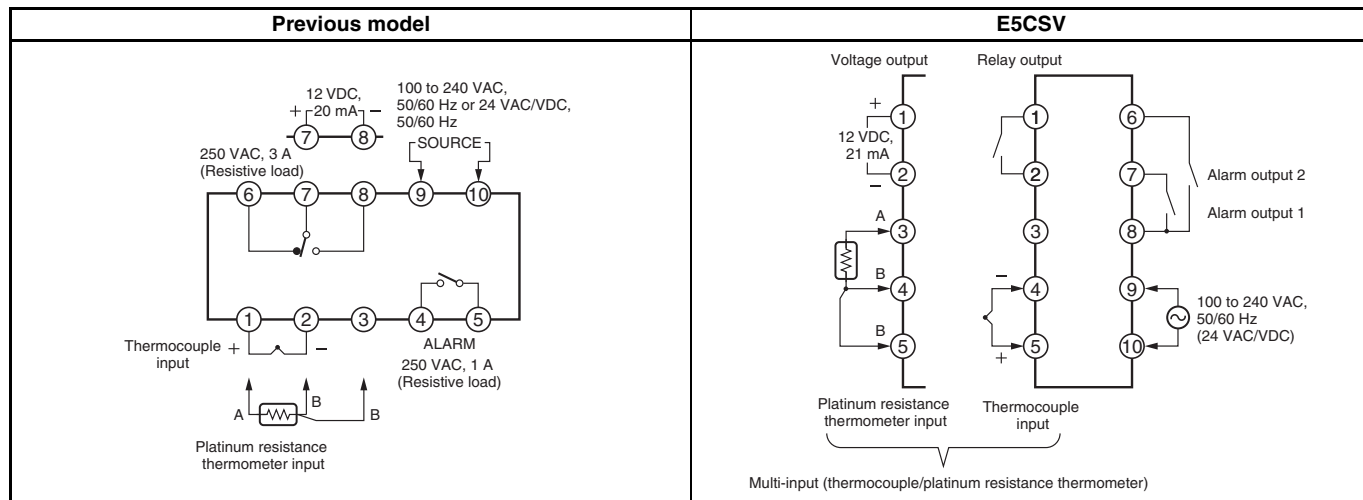 Previous model
E5CSV
12 VDC,
+ 20 mA −
7 8
100 to 240 VAC,
50/60 Hz or 24 VAC/VDC,
50/60 Hz
SOURCE
250 VAC, 3 A
(Resistive load)
6 7 8 9 10
1 2 3 4 5
Thermocouple
input
+ −
ALARM
250 VAC, 1 A
(Resistive load)
A B B
Platinum resistance
thermometer input
Voltage output
Relay output
+
1
12 VDC,
21 mA
2
−
A
3
B
4
B
5
1
2
3
−
4
5
+
6
7
8
9
10
Alarm output 2
Alarm output 1
100 to 240 VAC,
50/60 Hz
(24 VAC/VDC)
Platinum resistance
thermometer input
Thermocouple
input
Multi-input (thermocouple/platinum resistance thermometer)